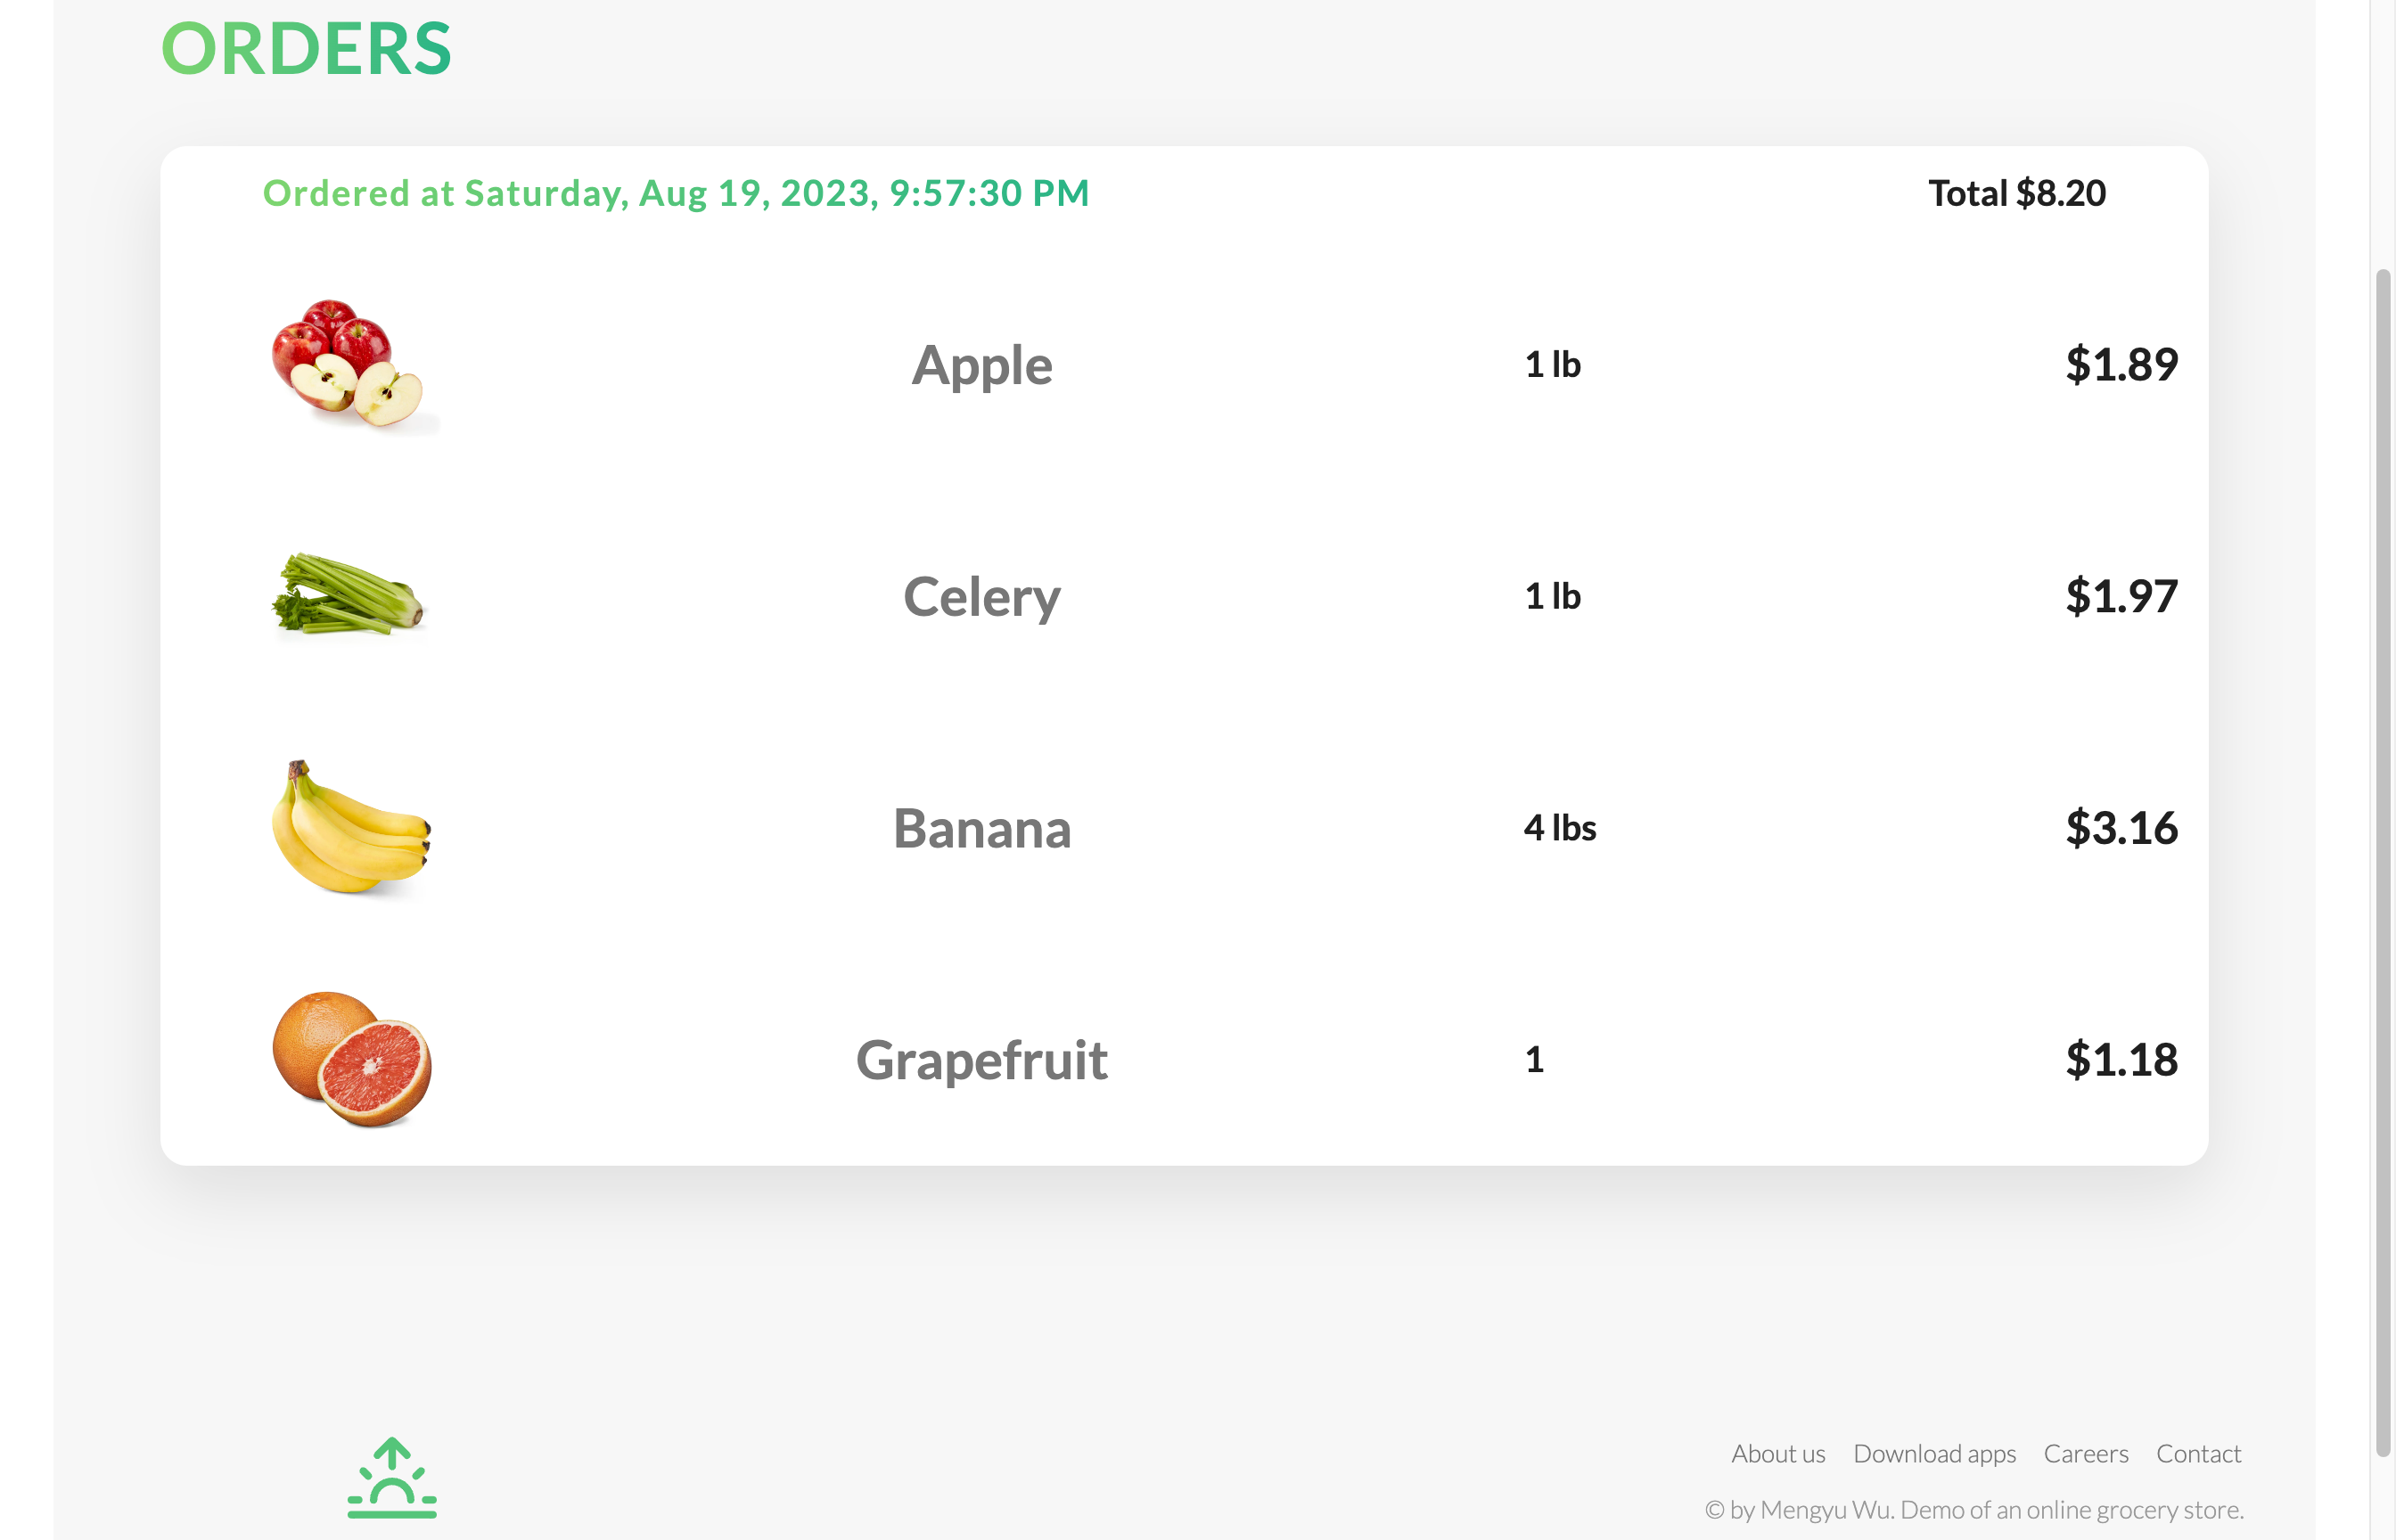 ORDERS
Ordered at Saturday, Aug 19, 2023, 9:57:30 PM Total $8.20
Apple 1 lb $1.89
Celery 1 lb $1.97
Banana 4 lbs $3.16
Grapefruit 1 $1.18
About us Download apps Careers Contact
© by Mengyu Wu. Demo of an online grocery store.